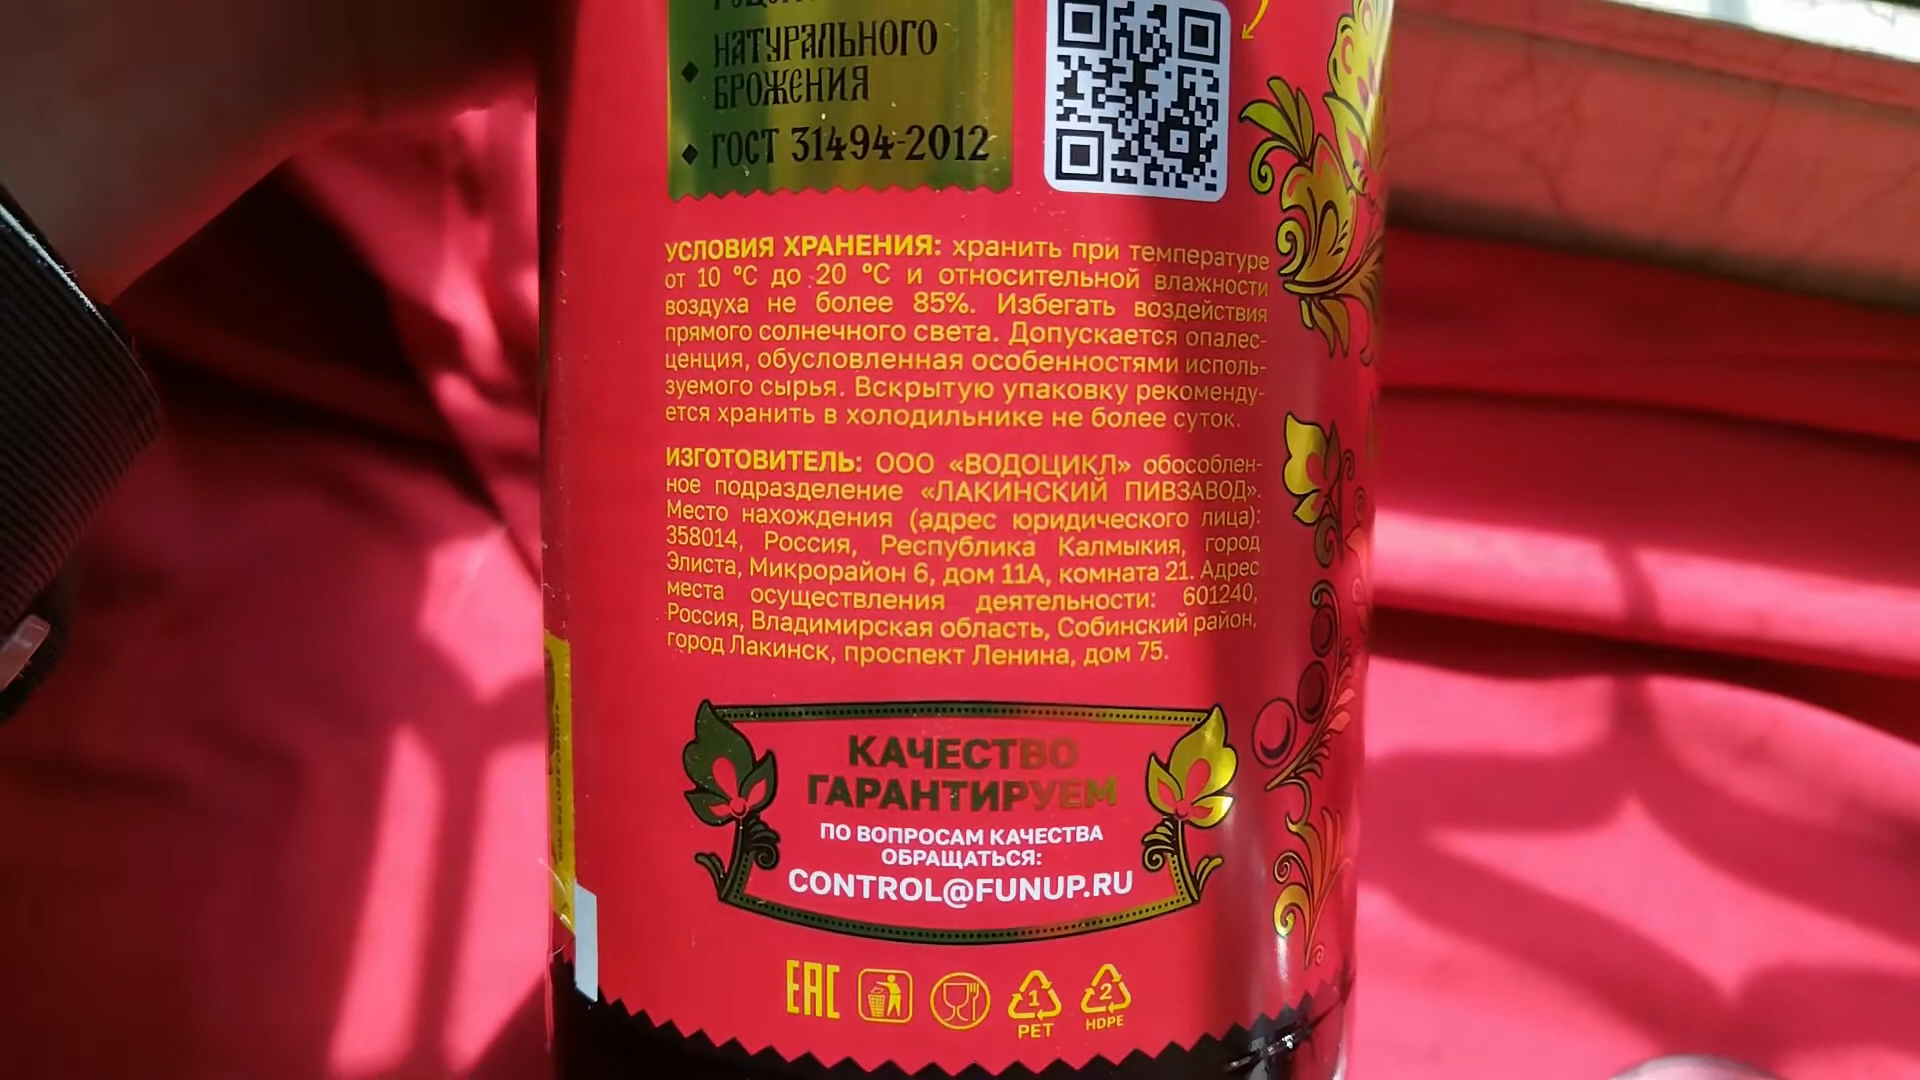 НАТУРАЛЬНОГО
БРОЖЕНИЯ
ГОСТ 31494-2012
УСЛОВИЯ ХРАНЕНИЯ: хранить при температуре
от 10 °С до 20 °С и относительной влажности
воздуха не более 85%. Избегать воздействия
прямого солнечного света. Допускается опалес-
ценция, обусловленная особенностями исполь-
зуемого сырья. Вскрытую упаковку рекоменду-
ется хранить в холодильнике не более суток.
ИЗГОТОВИТЕЛЬ: ООО «ВОДОЦИКЛ» обособлен-
ное подразделение «ЛАКИНСКИЙ ПИВЗАВОД».
Место нахождения (адрес юридического лица):
358014, Россия, Республика Калмыкия, город
Элиста, Микрорайон 6, дом 11А, комната 21. Адрес
места осуществления деятельности: 601240,
Россия, Владимирская область, Собинский район,
город Лакинск, проспект Ленина, дом 75.
КАЧЕСТВО
ГАРАНТИРУЕМ
ПО ВОПРОСАМ КАЧЕСТВА
ОБРАЩАТЬСЯ:
CONTROL@FUNUP.RU
EAC
1
PET
2
HDPE